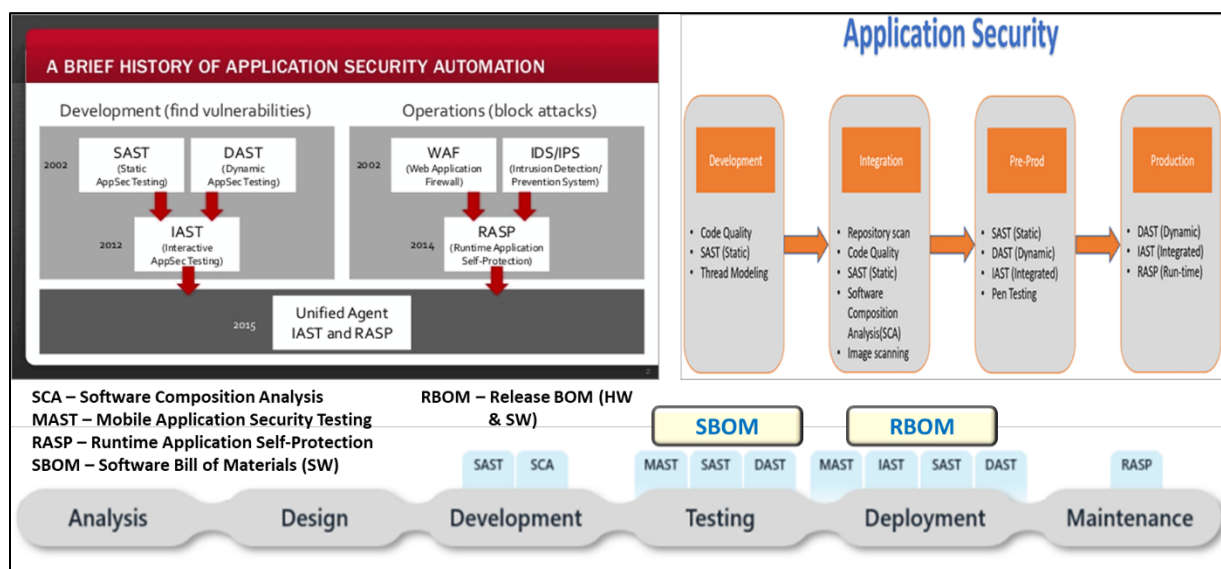 A BRIEF HISTORY OF APPLICATION SECURITY AUTOMATION
Development (find vulnerabilities)
Operations (block attacks)
2002
SAST
(Static
AppSec Testing)
DAST
(Dynamic
AppSec Testing)
2002
WAF
(Web Application
Firewall)
IDS/IPS
(Intrusion Detection/
Prevention System)
2012
IAST
(Interactive
AppSec Testing)
2014
RASP
(Runtime Application
Self-Protection)
2015
Unified Agent
IAST and RASP
2
Application Security
Development
• Code Quality
• SAST (Static)
• Thread Modeling
Integration
• Repository scan
• Code Quality
• SAST (Static)
• Software
Composition
Analysis(SCA)
• Image scanning
Pre-Prod
• SAST (Static)
• DAST (Dynamic)
• IAST (Integrated)
• Pen Testing
Production
• DAST (Dynamic)
• IAST (Integrated)
• RASP (Run-time)
SCA – Software Composition Analysis
MAST – Mobile Application Security Testing
RASP – Runtime Application Self-Protection
SBOM – Software Bill of Materials (SW)
RBOM – Release BOM (HW
& SW)
SBOM
RBOM
SAST
SCA
MAST
SAST
DAST
MAST
IAST
SAST
DAST
RASP
Analysis
Design
Development
Testing
Deployment
Maintenance